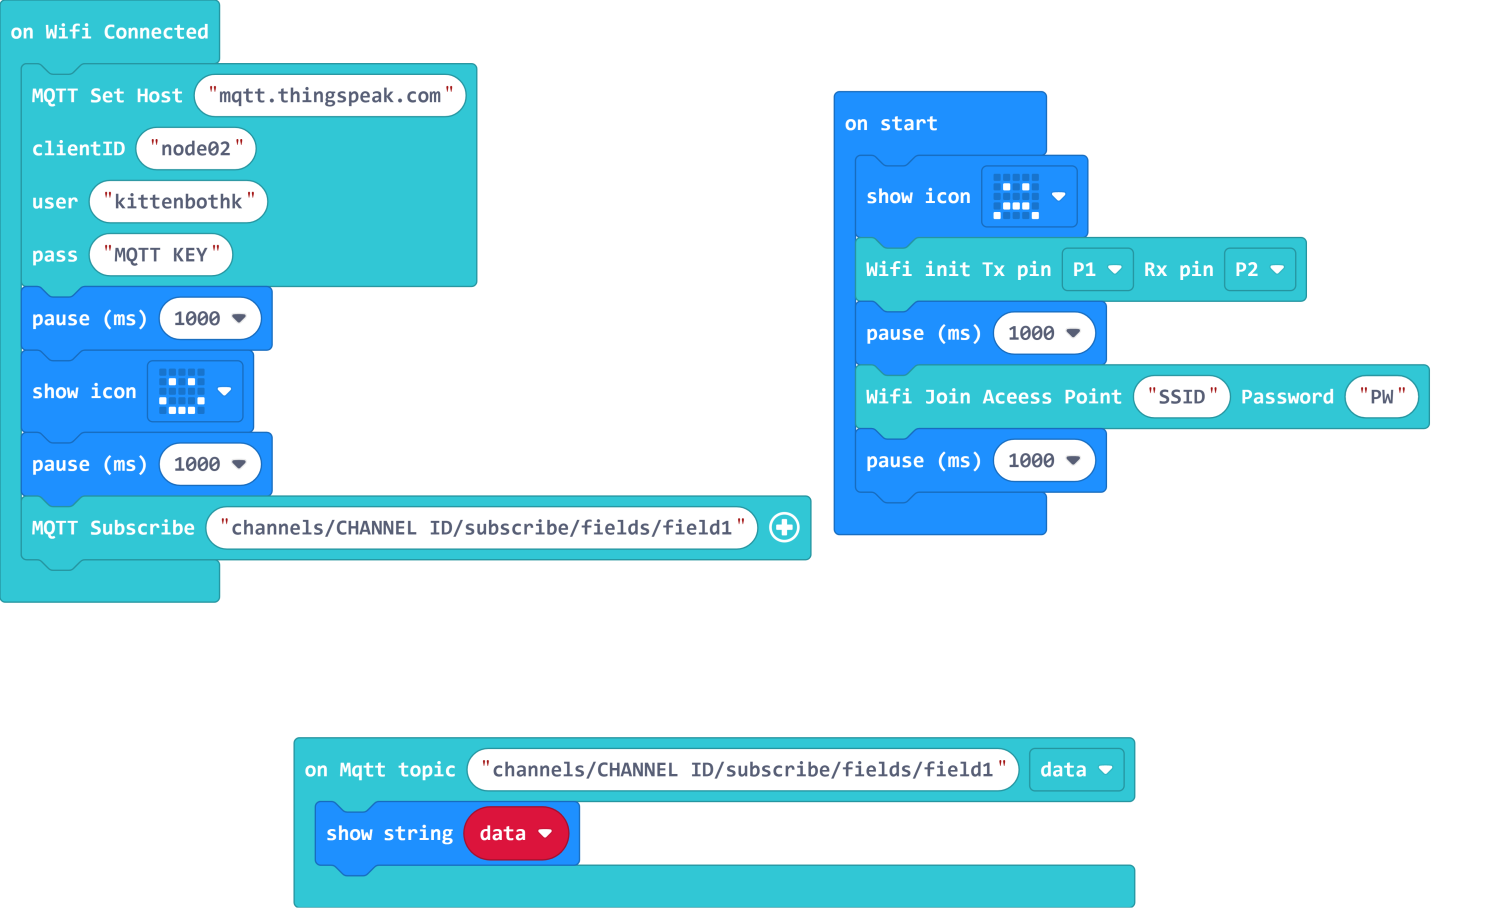 on Wifi Connected
MQTT Set Host "mqtt.thingspeak.com"
clientID "node02"
user "kittenbothk"
pass "MQTT KEY"
pause (ms) 1000
show icon
pause (ms) 1000
MQTT Subscribe "channels/CHANNEL ID/subscribe/fields/field1"
on start
show icon
Wifi init Tx pin P1 Rx pin P2
pause (ms) 1000
Wifi Join Aceess Point "SSID" Password "PW"
pause (ms) 1000
on Mqtt topic "channels/CHANNEL ID/subscribe/fields/field1" data
show string data